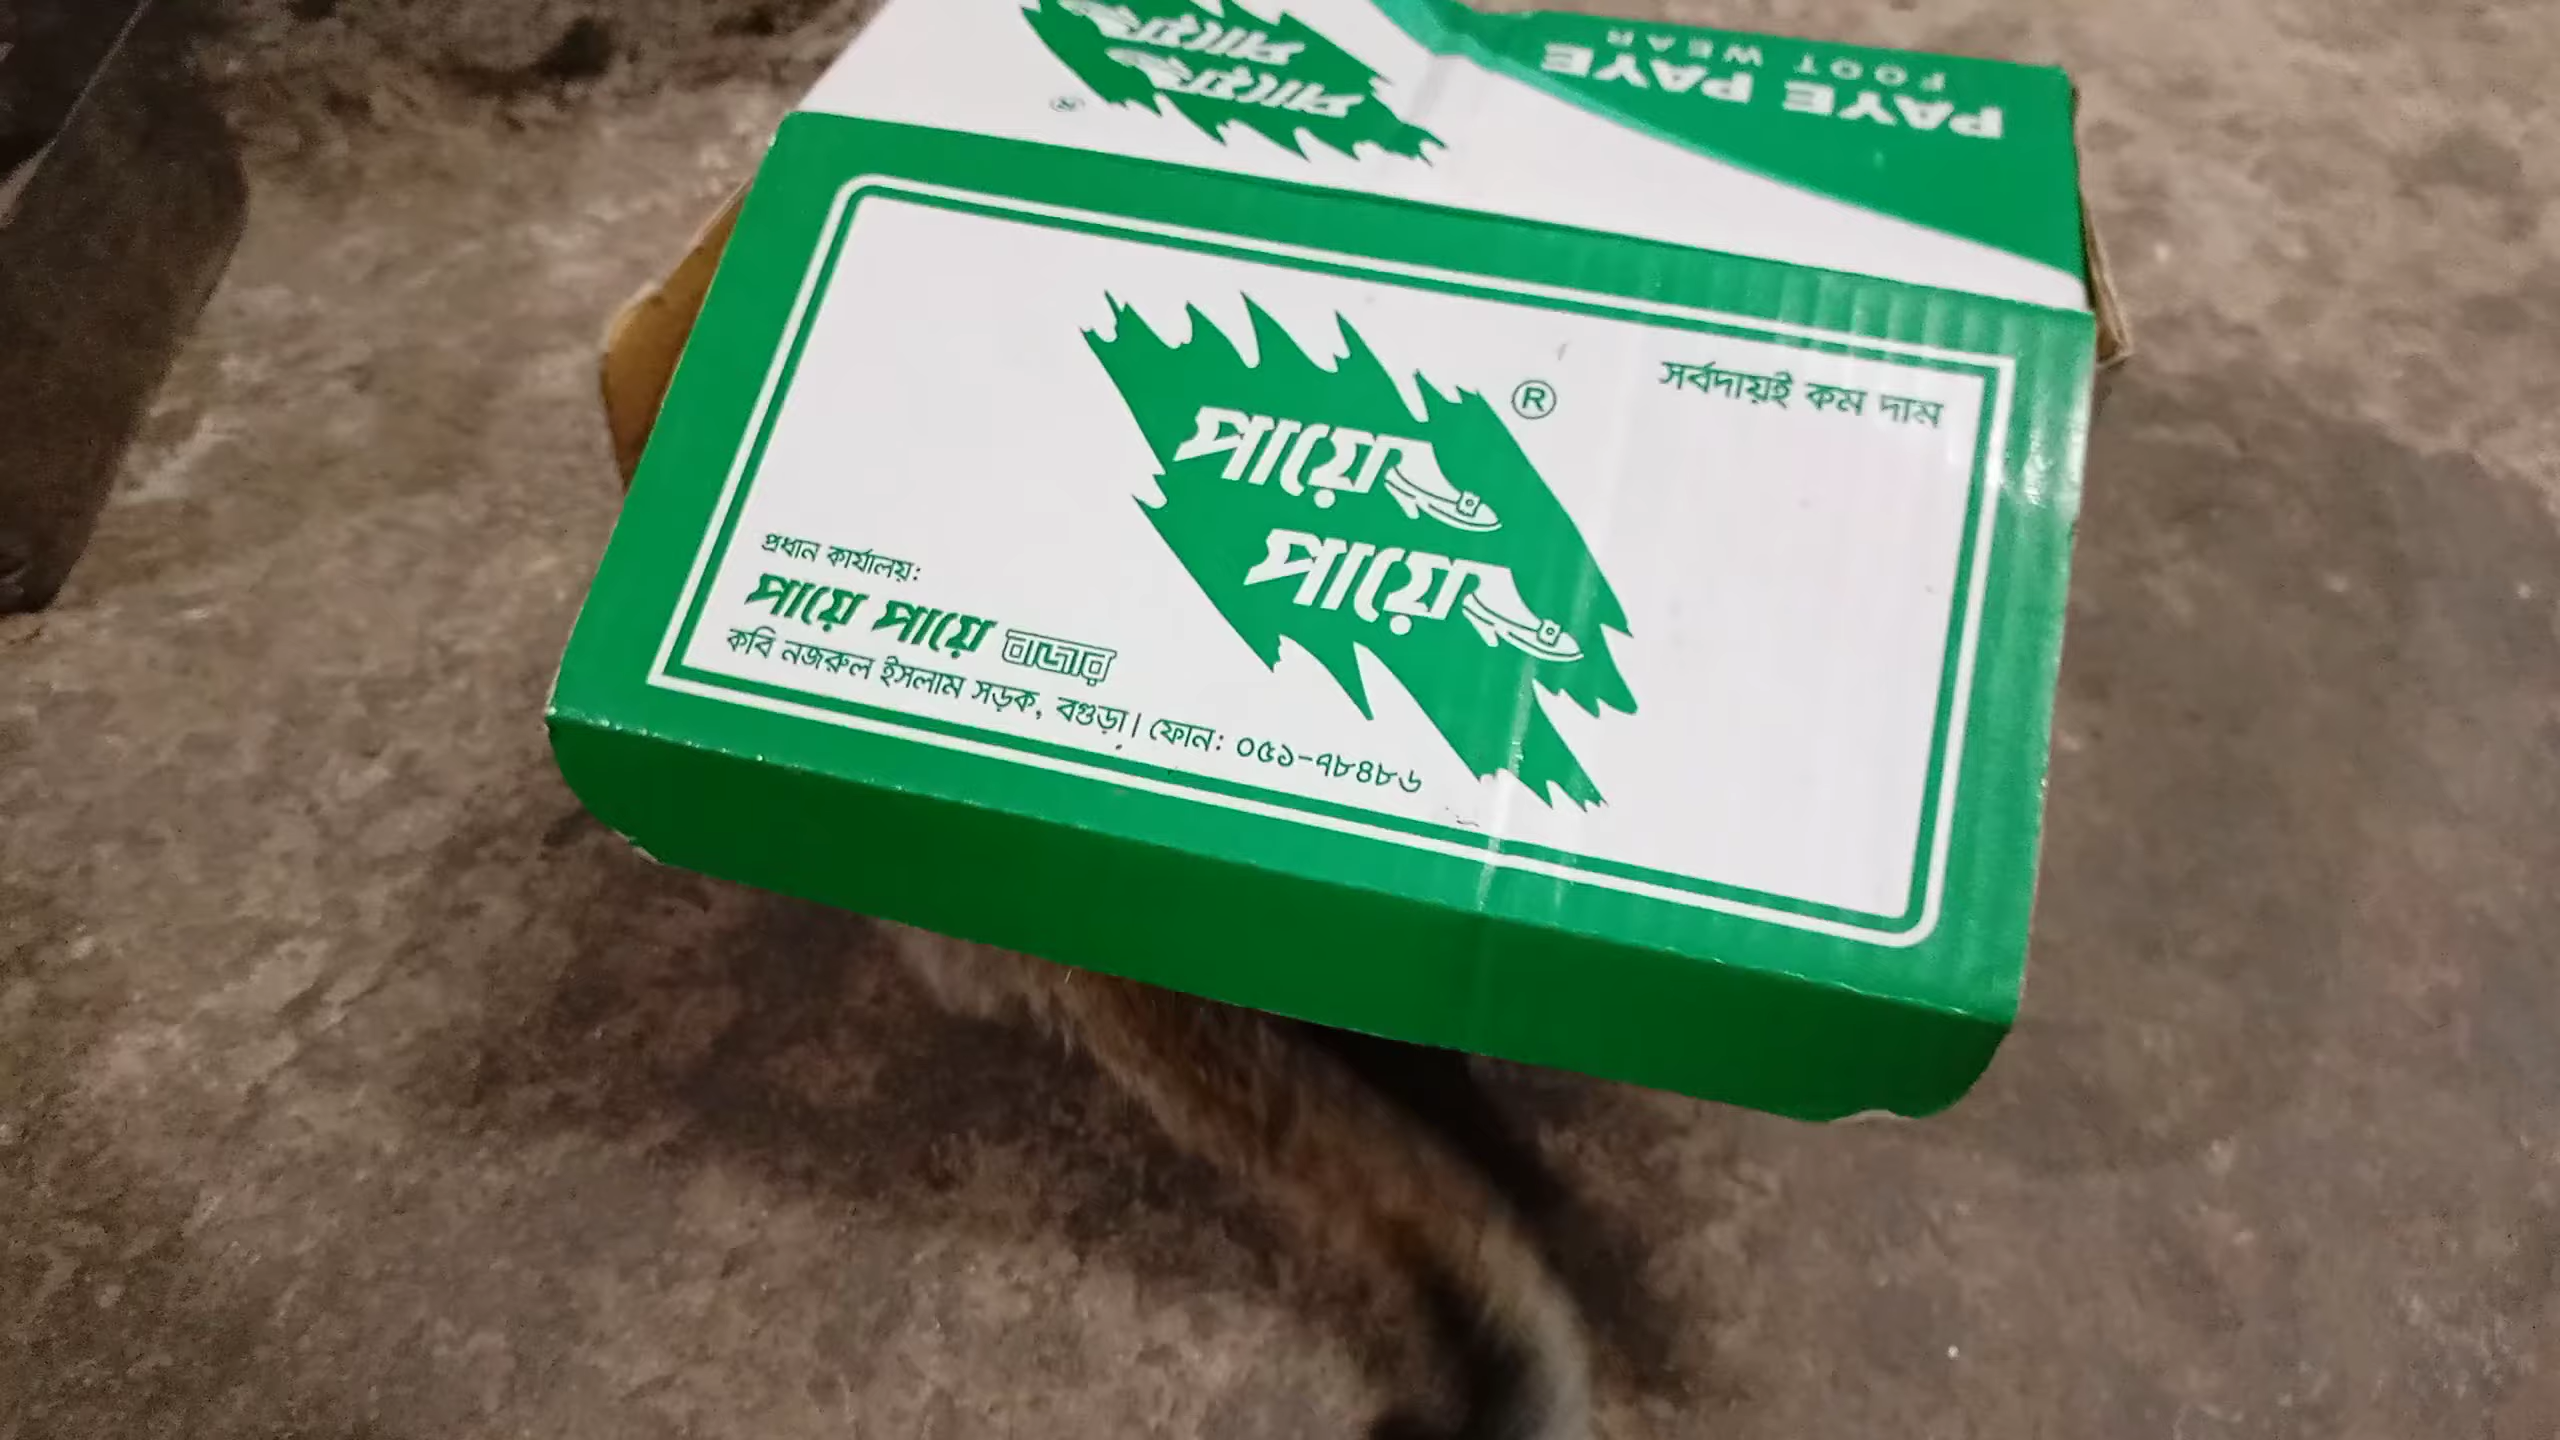 PAYE PAYE
FOOT WEAR
পায়ে
পায়ে
®
সর্বদায়ই কম দাম
পায়ে
পায়ে
®
প্রধান কার্যালয়:
পায়ে পায়ে বাজার
কবি নজরুল ইসলাম সড়ক, বগুড়া। ফোন: ০৫১-৭৮৪৮৬